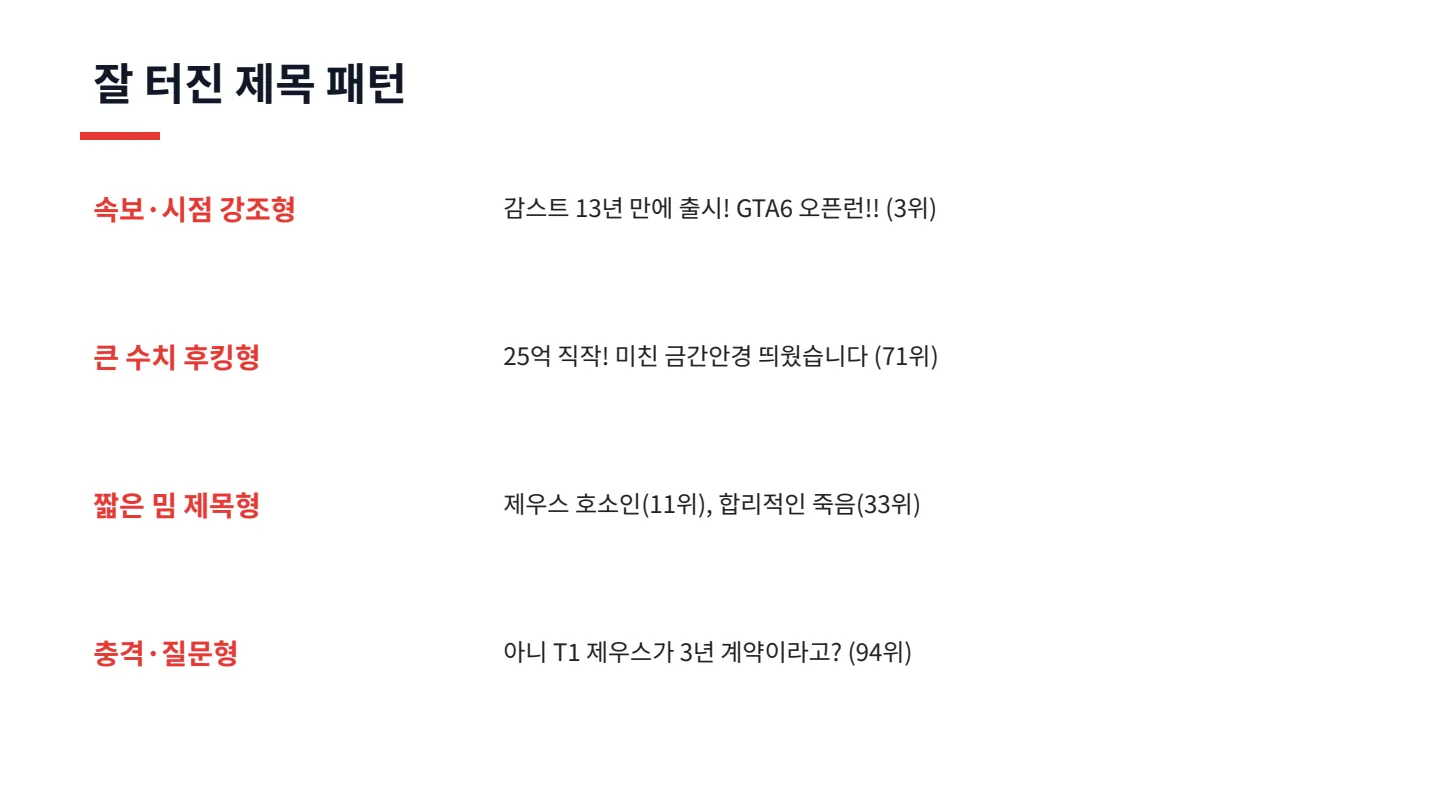 잘 터진 제목 패턴
속보·시점 강조형
감스트 13년 만에 출시! GTA6 오픈런!! (3위)
큰 수치 후킹형
25억 직작! 미친 금간안경 띄웠습니다 (71위)
짧은 밈 제목형
제우스 호소인(11위), 합리적인 죽음(33위)
충격·질문형
아니 T1 제우스가 3년 계약이라고? (94위)